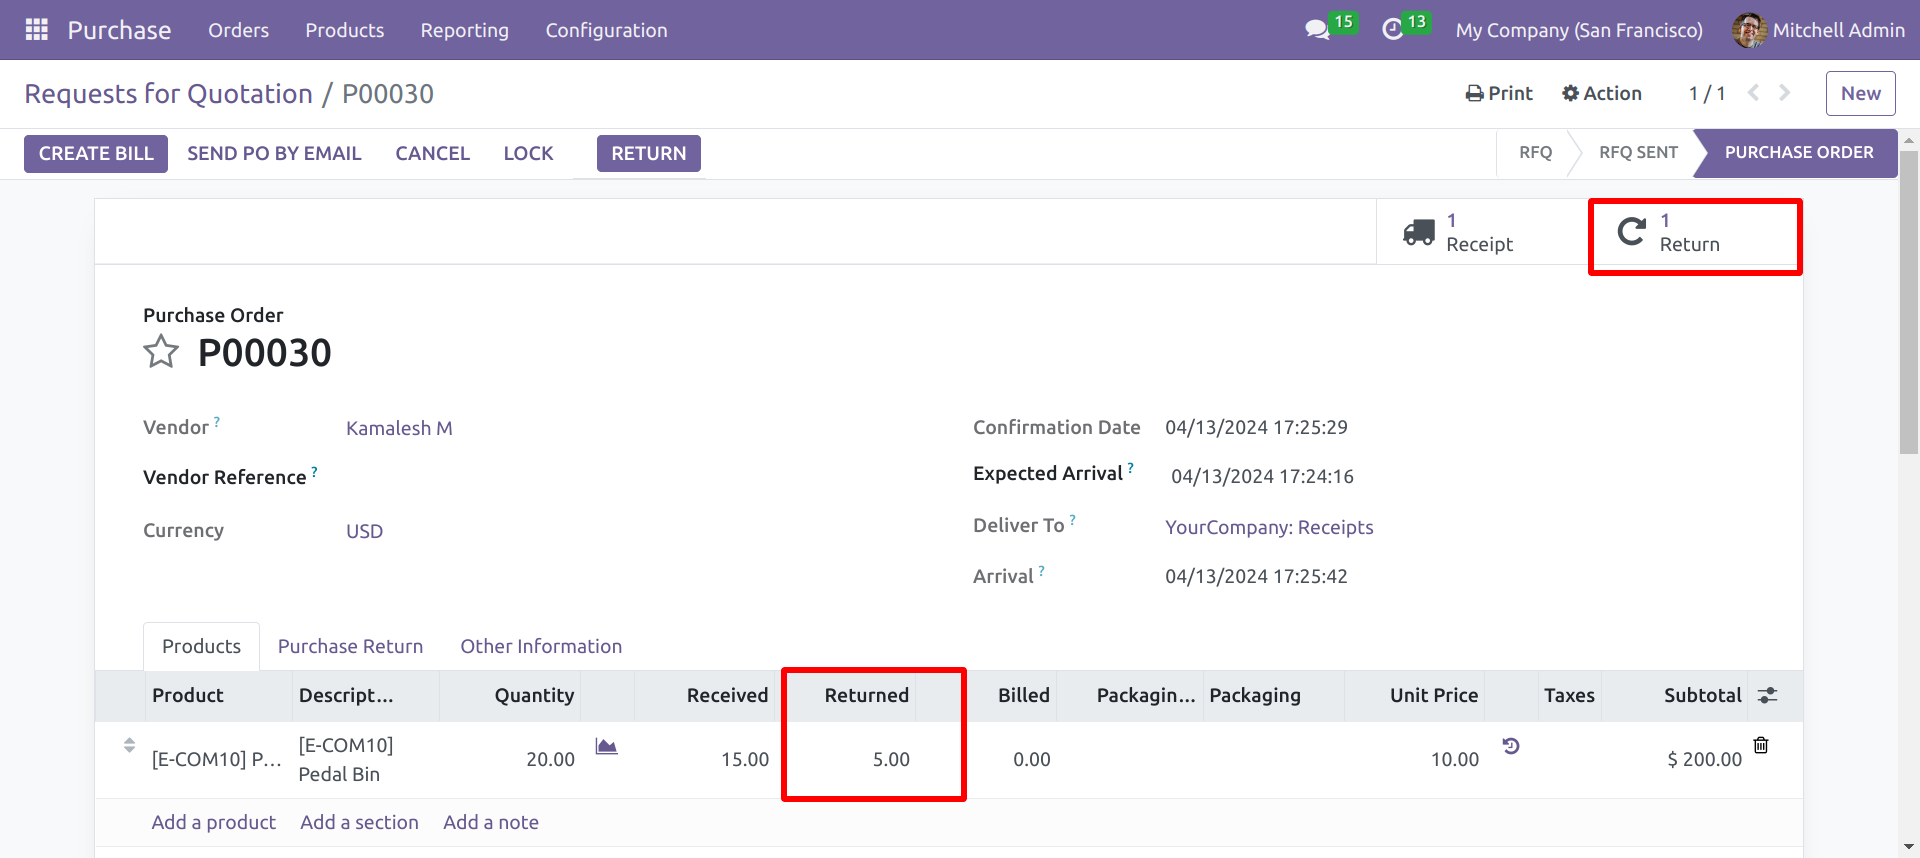 Purchase Orders Products Reporting Configuration 15 13 My Company (San Francisco) Mitchell Admin
Requests for Quotation / P00030 Print Action 1 / 1 New
CREATE BILL SEND PO BY EMAIL CANCEL LOCK RETURN RFQ RFQ SENT PURCHASE ORDER
1 Receipt
1 Return
Purchase Order
P00030
Vendor ? Kamalesh M Confirmation Date 04/13/2024 17:25:29
Vendor Reference ? Expected Arrival ? 04/13/2024 17:24:16
Currency USD Deliver To ? YourCompany: Receipts
Arrival ? 04/13/2024 17:25:42
Products Purchase Return Other Information
Product Descript... Quantity Received Returned Billed Packagin... Packaging Unit Price Taxes Subtotal
[E-COM10] P... [E-COM10] Pedal Bin 20.00 15.00 5.00 0.00 10.00 $ 200.00
Add a product Add a section Add a note